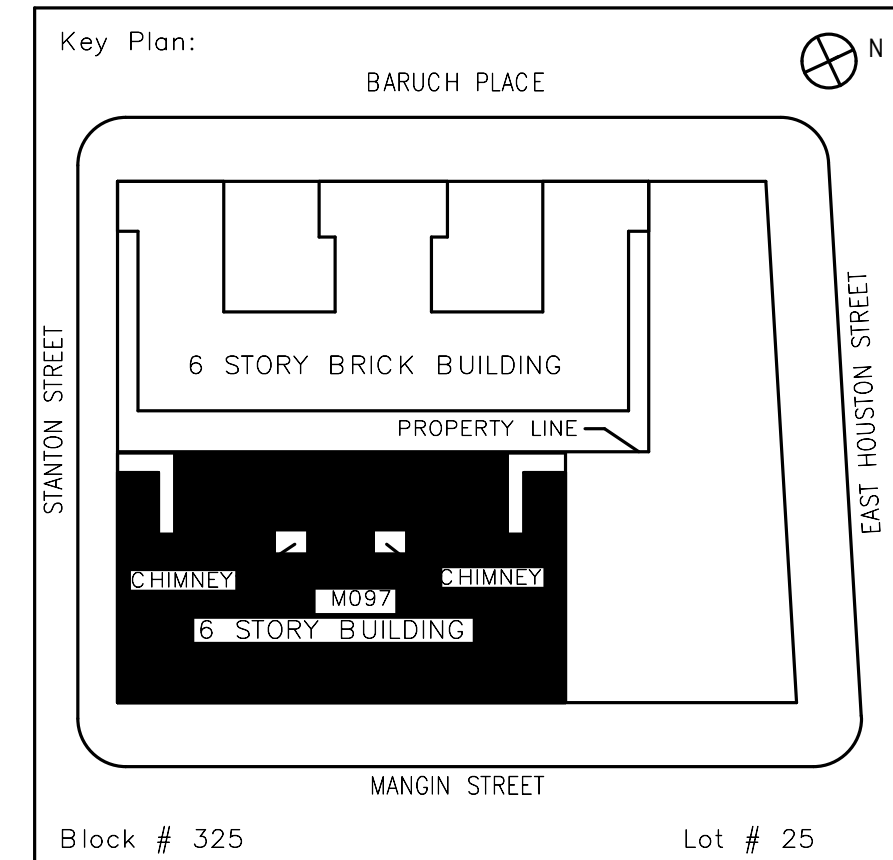 Key Plan:
N
BARUCH PLACE
STANTON STREET
6 STORY BRICK BUILDING
EAST HOUSTON STREET
PROPERTY LINE
CHIMNEY
CHIMNEY
M097
6 STORY BUILDING
MANGIN STREET
Block # 325
Lot # 25